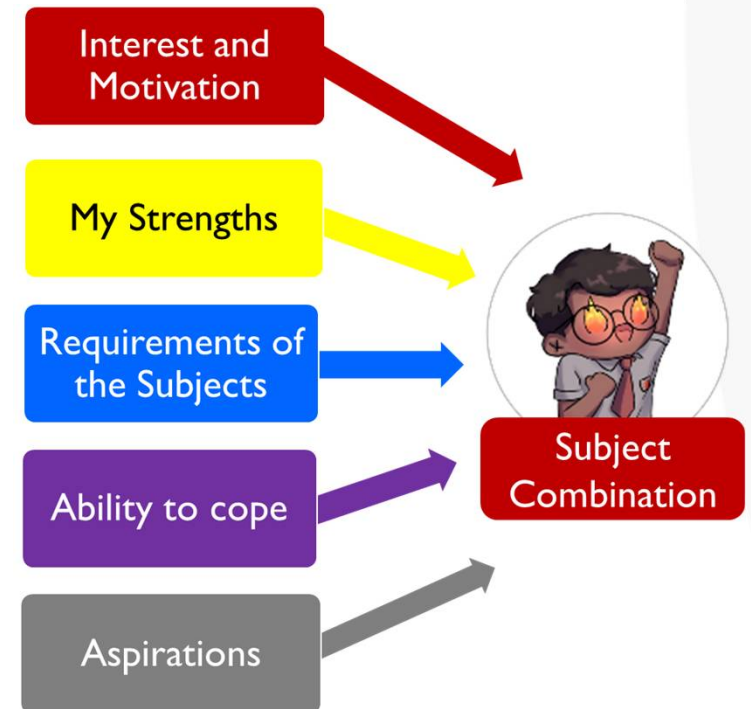 Interest and
Motivation
My Strengths
Requirements of
the Subjects
Ability to cope
Aspirations
Subject
Combination